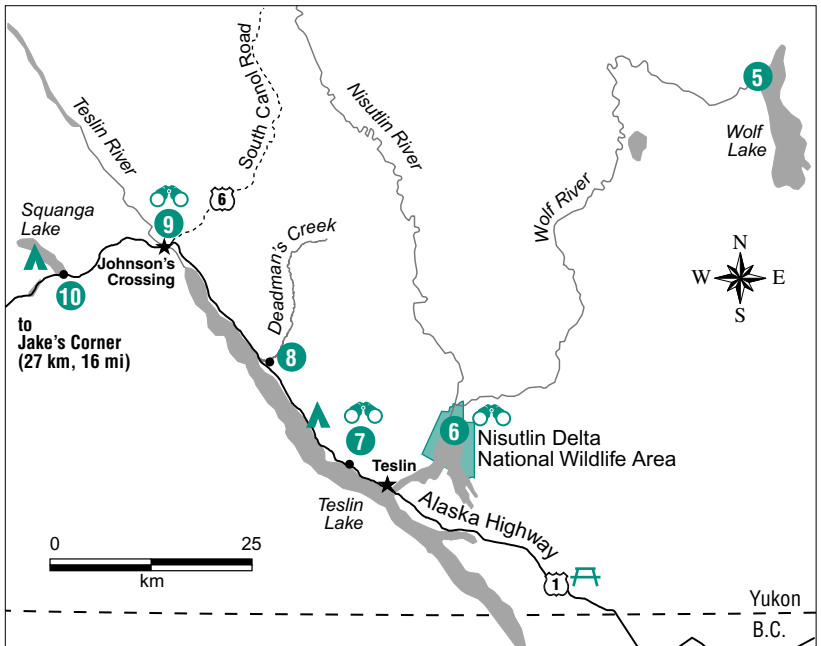 South Canol Road
6
Teslin River
Nisutlin River
5
Wolf
Lake
Wolf River
Squanga
Lake
9
Johnson's
Crossing
Deadman's Creek
N
W
E
S
10
to
Jake's Corner
(27 km, 16 mi)
8
7
6
Nisutlin Delta
National Wildlife Area
Teslin
Teslin
Lake
Alaska Highway
0
25
km
1
Yukon
B.C.